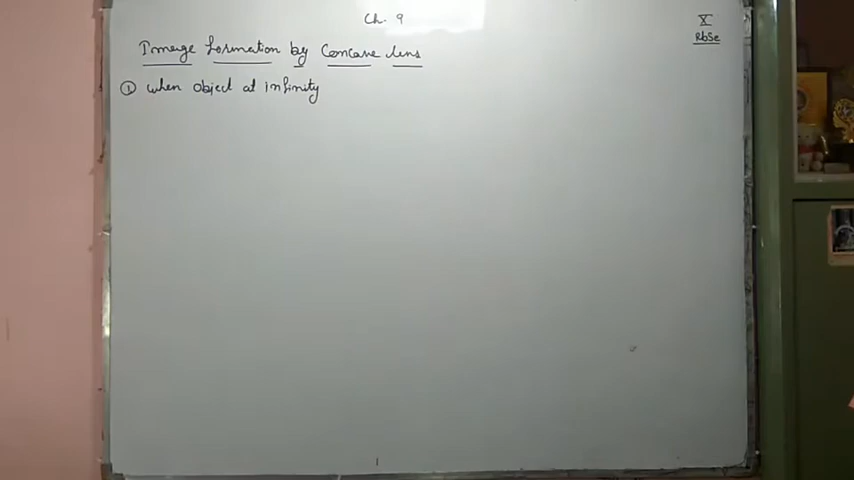 Ch. 9
X
RBSE
Image formation by Concave lens
① when object at infinity